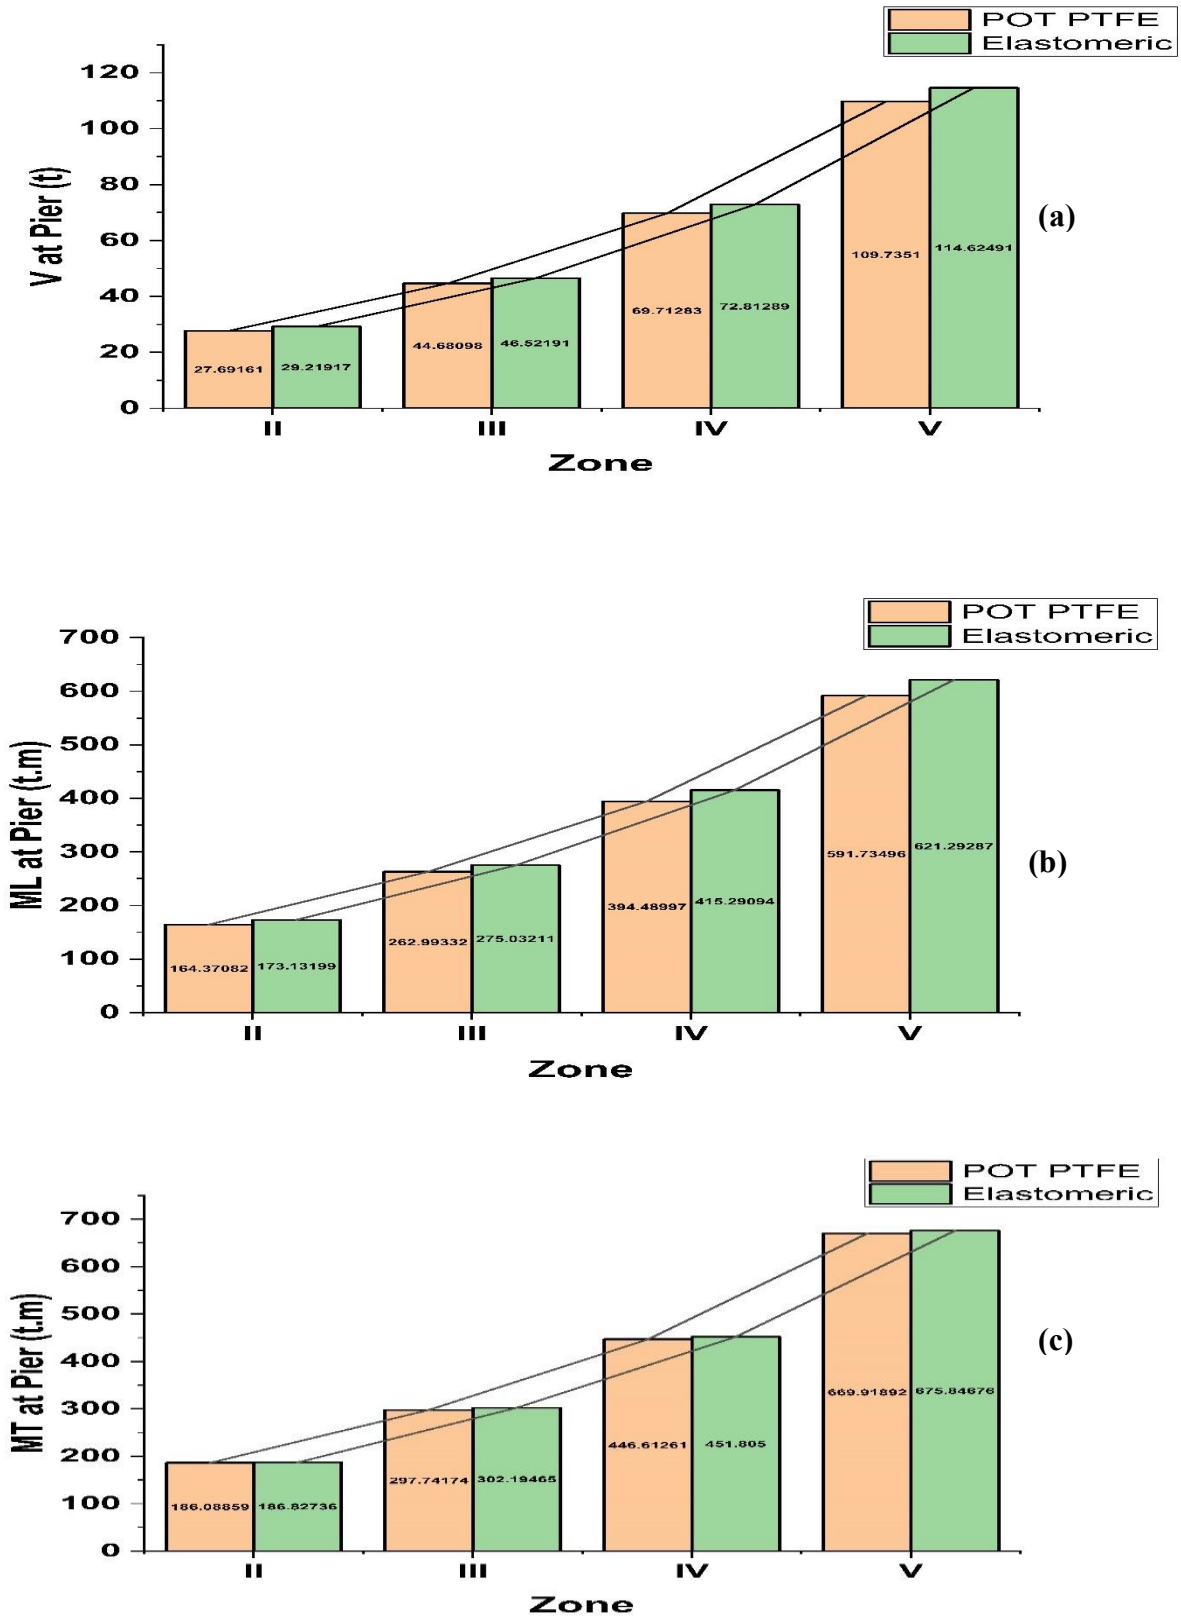 POT PTFE
Elastomeric
120
100
80
60
40
20
0
V at Pier (t)
27.69161 29.21917 44.68098 46.52191 69.71283 72.81289 109.7351 114.62491
(a)
II III IV V
Zone
POT PTFE
Elastomeric
700
600
500
400
300
200
100
0
ML at Pier (t.m)
164.37082 173.13199 262.99332 275.03211 394.48997 415.29094 591.73496 621.29287
(b)
II III IV V
Zone
POT PTFE
Elastomeric
700
600
500
400
300
200
100
0
MT at Pier (t.m)
186.08859 186.82736 297.74174 302.19465 446.61261 451.805 669.91892 675.84676
(c)
II III IV V
Zone